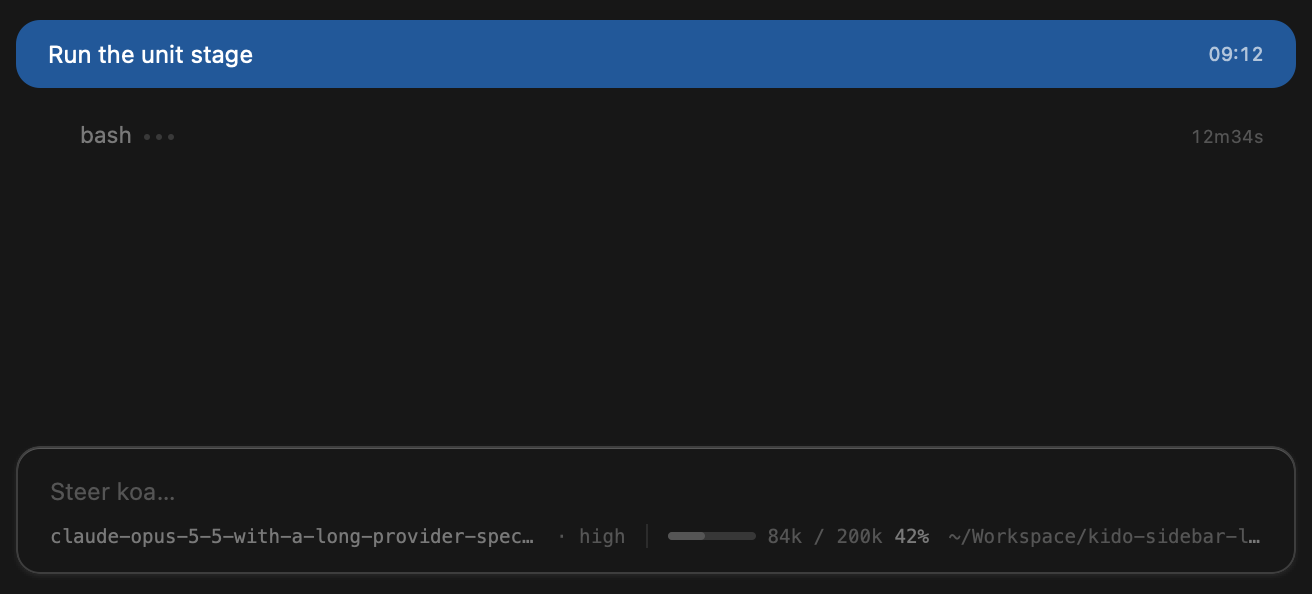 Run the unit stage 09:12
bash ••• 12m34s
Steer koa...
claude-opus-5-5-with-a-long-provider-spec… · high | 84k / 200k 42% ~/Workspace/kido-sidebar-l…